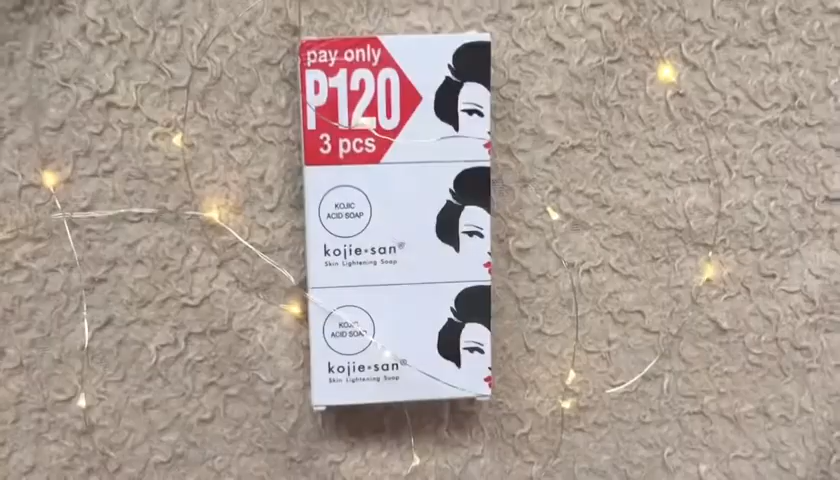 pay only
P120
3 pcs
KOJIC
ACID SOAP
kojie•san®
Skin Lightening Soap
KOJIC
ACID SOAP
kojie•san®
Skin Lightening Soap